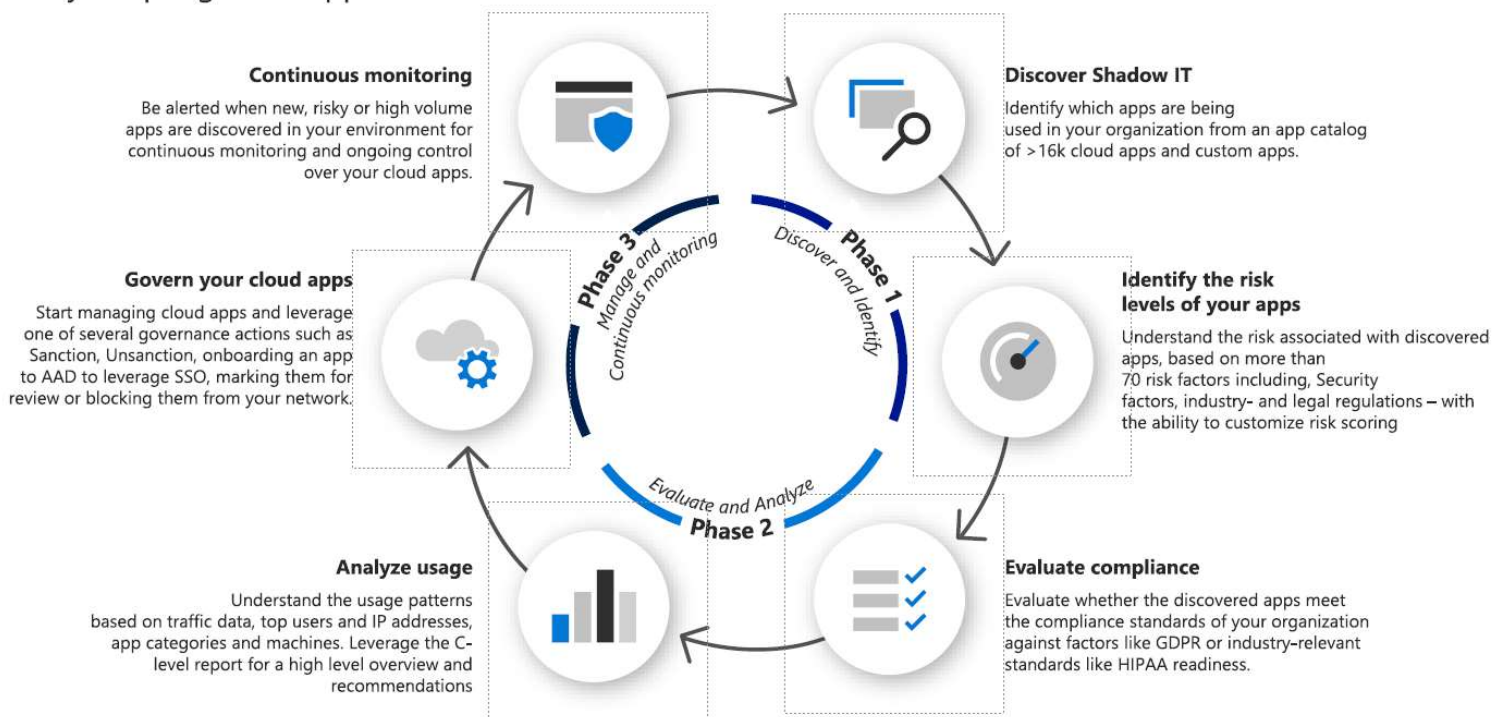 Continuous monitoring
Be alerted when new, risky or high volume
apps are discovered in your environment for
continuous monitoring and ongoing control
over your cloud apps.
Discover Shadow IT
Identify which apps are being
used in your organization from an app catalog
of >16k cloud apps and custom apps.
Phase 3
Manage and
Continuous monitoring
Phase 1
Discover and Identify
Govern your cloud apps
Start managing cloud apps and leverage
one of several governance actions such as
Sanction, Unsanction, onboarding an app
to AAD to leverage SSO, marking them for
review or blocking them from your network.
Identify the risk
levels of your apps
Understand the risk associated with discovered
apps, based on more than
70 risk factors including, Security
factors, industry- and legal regulations – with
the ability to customize risk scoring
Evaluate and Analyze
Phase 2
Analyze usage
Understand the usage patterns
based on traffic data, top users and IP addresses,
app categories and machines. Leverage the C-
level report for a high level overview and
recommendations
Evaluate compliance
Evaluate whether the discovered apps meet
the compliance standards of your organization
against factors like GDPR or industry-relevant
standards like HIPAA readiness.